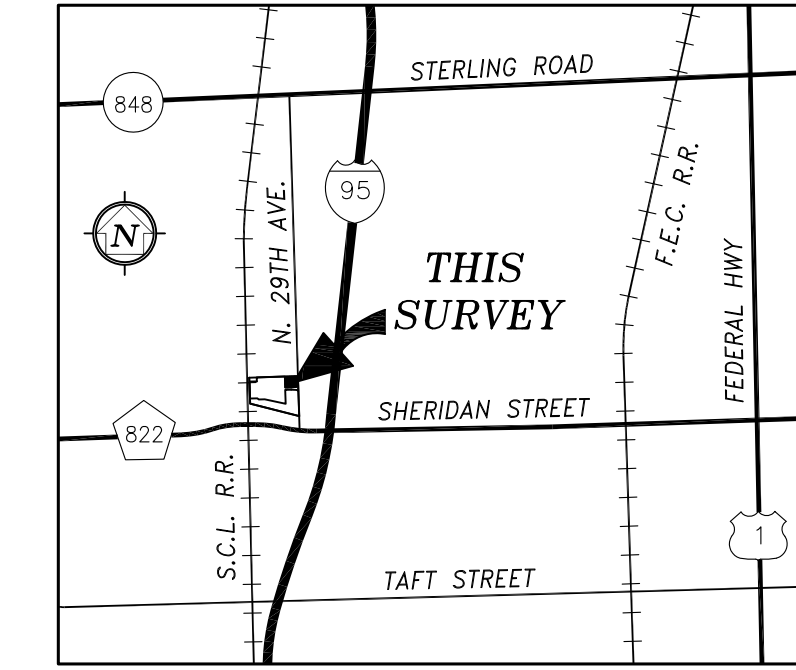 STERLING ROAD
848
95
N. 29TH AVE.
F.E.C. R.R.
N
FEDERAL HWY
THIS
SURVEY
SHERIDAN STREET
822
S.C.L. R.R.
1
TAFT STREET